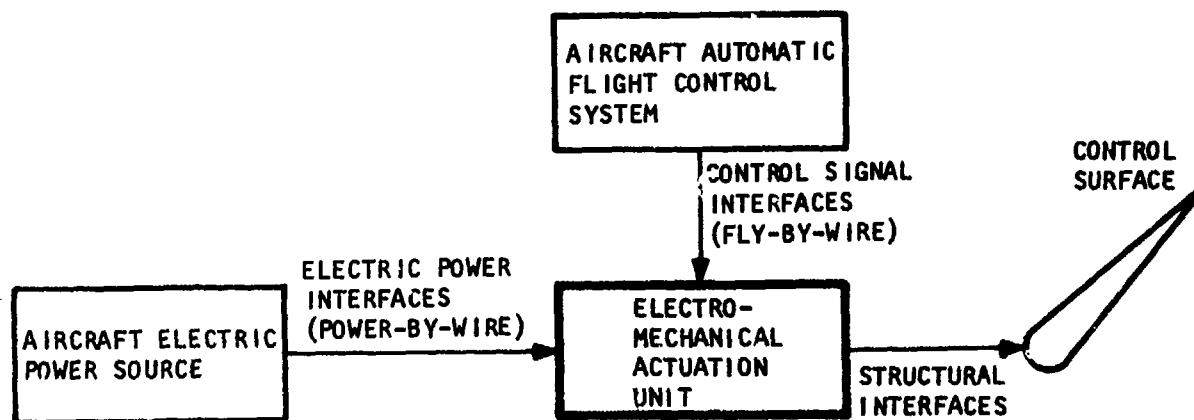 AIRCRAFT AUTOMATIC
FLIGHT CONTROL
SYSTEM
CONTROL SIGNAL
INTERFACES
(FLY-BY-WIRE)
CONTROL
SURFACE
ELECTRIC POWER
INTERFACES
(POWER-BY-WIRE)
AIRCRAFT ELECTRIC
POWER SOURCE
ELECTRO-
MECHANICAL
ACTUATION
UNIT
STRUCTURAL
INTERFACES